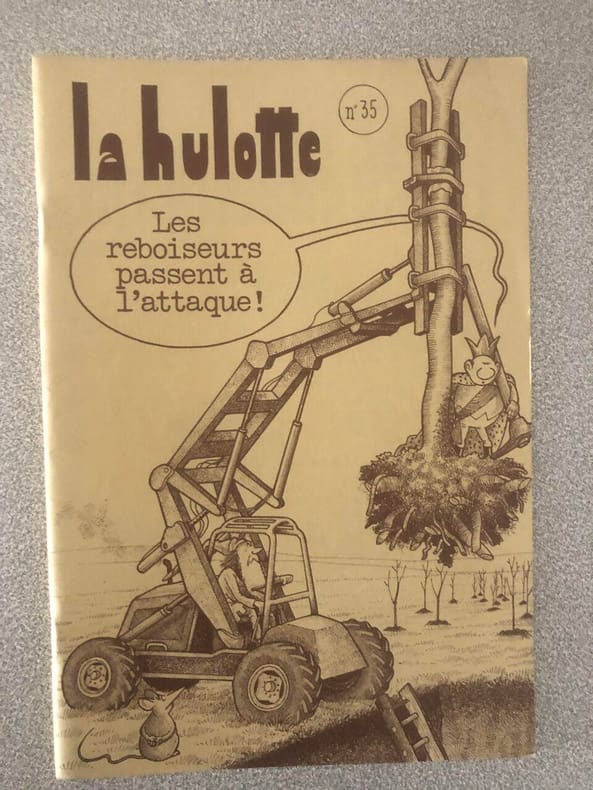 la hulotte
n° 35
Les
reboiseurs
passent à
l'attaque !